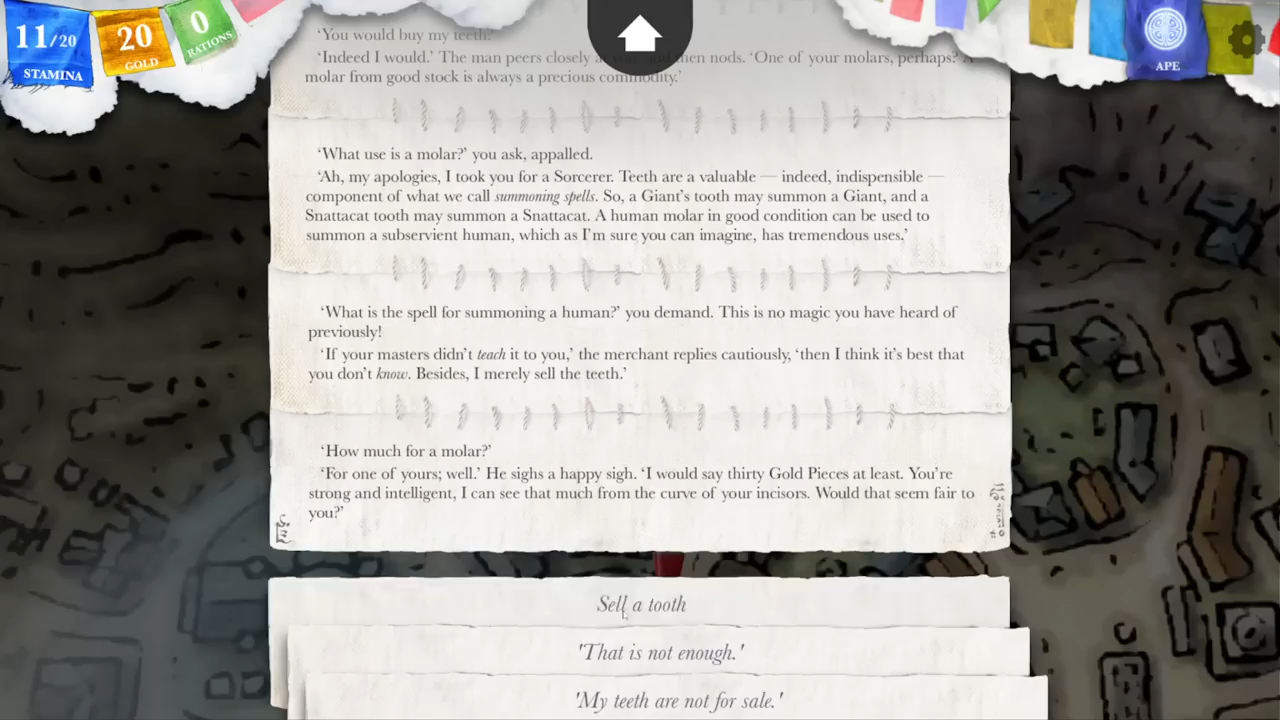 11/20
STAMINA
20
GOLD
0
RATIONS
APE
‘You would buy my teeth?’
‘Indeed I would.’ The man peers closely and then nods. ‘One of your molars, perhaps? A
molar from good stock is always a precious commodity.’
‘What use is a molar?’ you ask, appalled.
‘Ah, my apologies, I took you for a Sorcerer. Teeth are a valuable — indeed, indispensible —
component of what we call summoning spells. So, a Giant’s tooth may summon a Giant, and a
Snattacat tooth may summon a Snattacat. A human molar in good condition can be used to
summon a subservient human, which as I’m sure you can imagine, has tremendous uses.’
‘What is the spell for summoning a human?’ you demand. This is no magic you have heard of
previously!
‘If your masters didn’t teach it to you,’ the merchant replies cautiously, ‘then I think it’s best that
you don’t know. Besides, I merely sell the teeth.’
‘How much for a molar?’
‘For one of yours; well.’ He sighs a happy sigh. ‘I would say thirty Gold Pieces at least. You’re
strong and intelligent, I can see that much from the curve of your incisors. Would that seem fair to
you?’
Sell a tooth
'That is not enough.'
'My teeth are not for sale.'